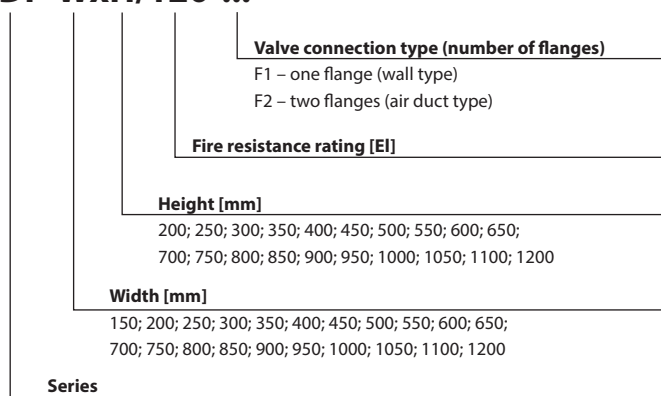 Valve connection type (number of flanges)
F1 – one flange (wall type)
F2 – two flanges (air duct type)
Fire resistance rating [El]
Height [mm]
200; 250; 300; 350; 400; 450; 500; 550; 600; 650;
700; 750; 800; 850; 900; 950; 1000; 1050; 1100; 1200
Width [mm]
150; 200; 250; 300; 350; 400; 450; 500; 550; 600; 650;
700; 750; 800; 850; 900; 950; 1000; 1050; 1100; 1200
Series